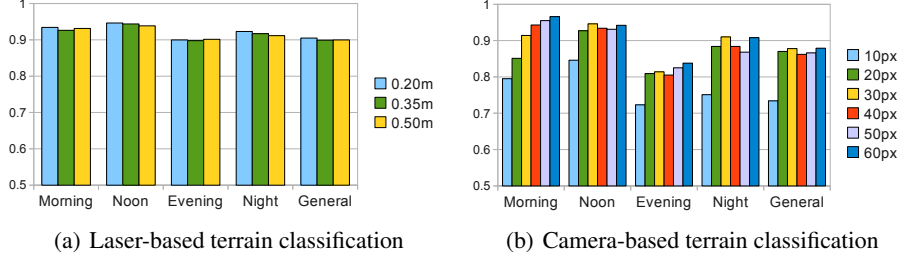 1
0.9
0.8
0.7
0.6
0.5
Morning Noon Evening Night General
0.20m
0.35m
0.50m
(a) Laser-based terrain classification
1
0.9
0.8
0.7
0.6
0.5
Morning Noon Evening Night General
10px
20px
30px
40px
50px
60px
(b) Camera-based terrain classification